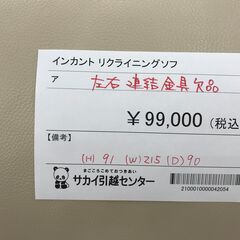 インカント リクライニングソフ
ァ
左右連結金具欠品
￥99,000（税込
【備考】
(H) 91 (W)215 (D)90
まごころこめておつきあい
サカイ引越センター
2100010000042054